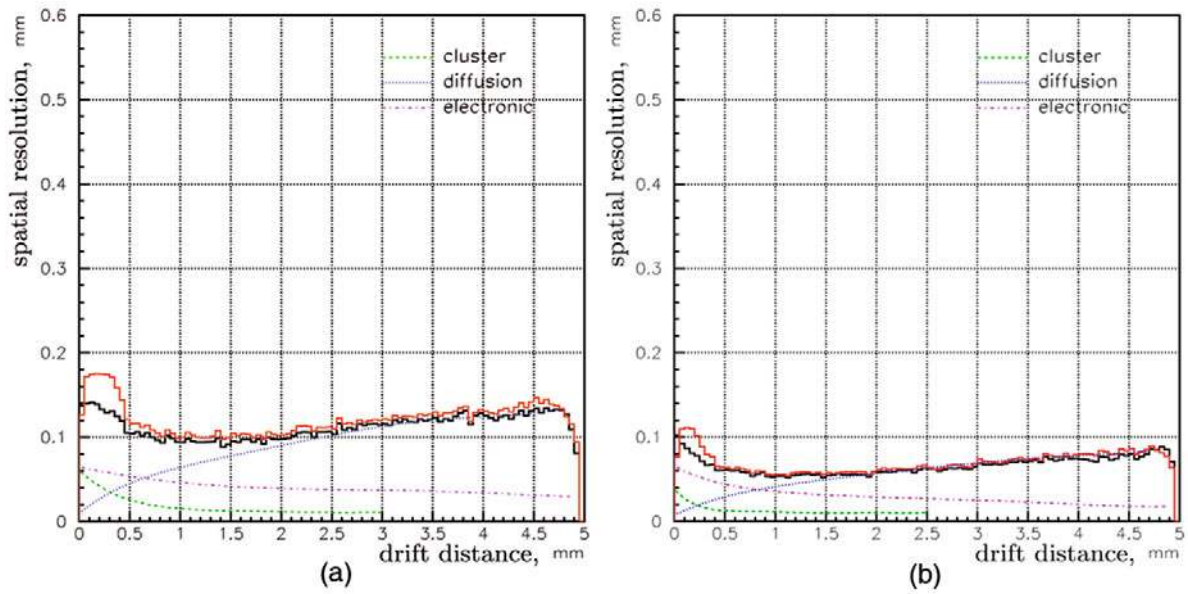 spatial resolution, mm
0.6
0.5
0.4
0.3
0.2
0.1
0
cluster
diffusion
electronic
0 0.5 1 1.5 2 2.5 3 3.5 4 4.5 5
drift distance, mm
(a)
spatial resolution, mm
0.6
0.5
0.4
0.3
0.2
0.1
0
cluster
diffusion
electronic
0 0.5 1 1.5 2 2.5 3 3.5 4 4.5 5
drift distance, mm
(b)